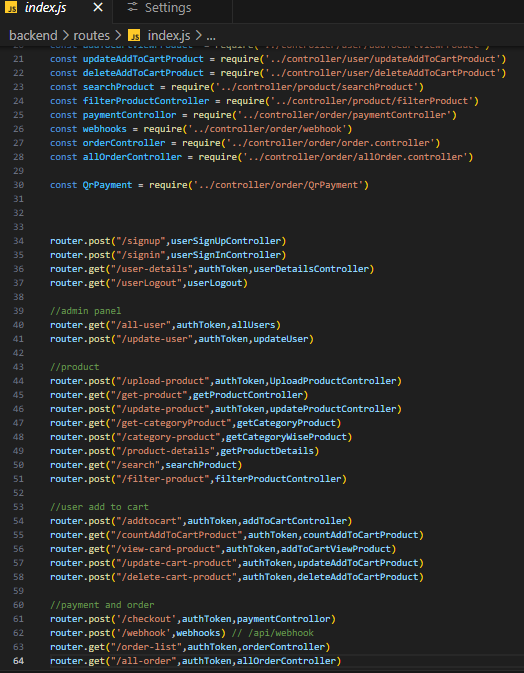 JS index.js × Settings
backend > routes > JS index.js > ...
21 const updateAddToCartProduct = require('../controller/user/updateAddToCartProduct')
22 const deleteAddToCartProduct = require('../controller/user/deleteAddToCartProduct')
23 const searchProduct = require('../controller/product/searchProduct')
24 const filterProductController = require('../controller/product/filterProduct')
25 const paymentControllor = require('../controller/order/paymentController')
26 const webhooks = require('../controller/order/webhook')
27 const orderController = require('../controller/order/order.controller')
28 const allOrderController = require('../controller/order/allOrder.controller')
29
30 const QrPayment = require('../controller/order/QrPayment')
31
32
33
34 router.post("/signup",userSignUpController)
35 router.post("/signin",userSignInController)
36 router.get("/user-details",authToken,userDetailsController)
37 router.get("/userLogout",userLogout)
38
39 //admin panel
40 router.get("/all-user",authToken,allUsers)
41 router.post("/update-user",authToken,updateUser)
42
43 //product
44 router.post("/upload-product",authToken,UploadProductController)
45 router.get("/get-product",getProductController)
46 router.post("/update-product",authToken,updateProductController)
47 router.get("/get-categoryProduct",getCategoryProduct)
48 router.post("/category-product",getCategoryWiseProduct)
49 router.post("/product-details",getProductDetails)
50 router.get("/search",searchProduct)
51 router.post("/filter-product",filterProductController)
52
53 //user add to cart
54 router.post("/addtocart",authToken,addToCartController)
55 router.get("/countAddToCartProduct",authToken,countAddToCartProduct)
56 router.get("/view-card-product",authToken,addToCartViewProduct)
57 router.post("/update-cart-product",authToken,updateAddToCartProduct)
58 router.post("/delete-cart-product",authToken,deleteAddToCartProduct)
59
60 //payment and order
61 router.post('/checkout',authToken,paymentControllor)
62 router.post('/webhook',webhooks) // /api/webhook
63 router.get("/order-list",authToken,orderController)
64 router.get("/all-order",authToken,allOrderController)